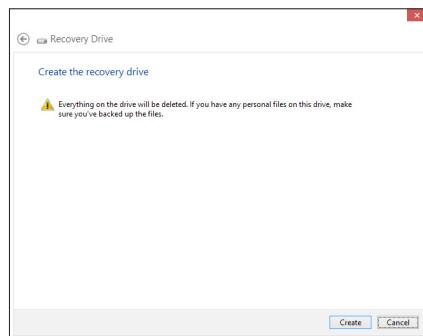 Recovery Drive
Create the recovery drive
Everything on the drive will be deleted. If you have any personal files on this drive, make
sure you've backed up the files.
Create Cancel